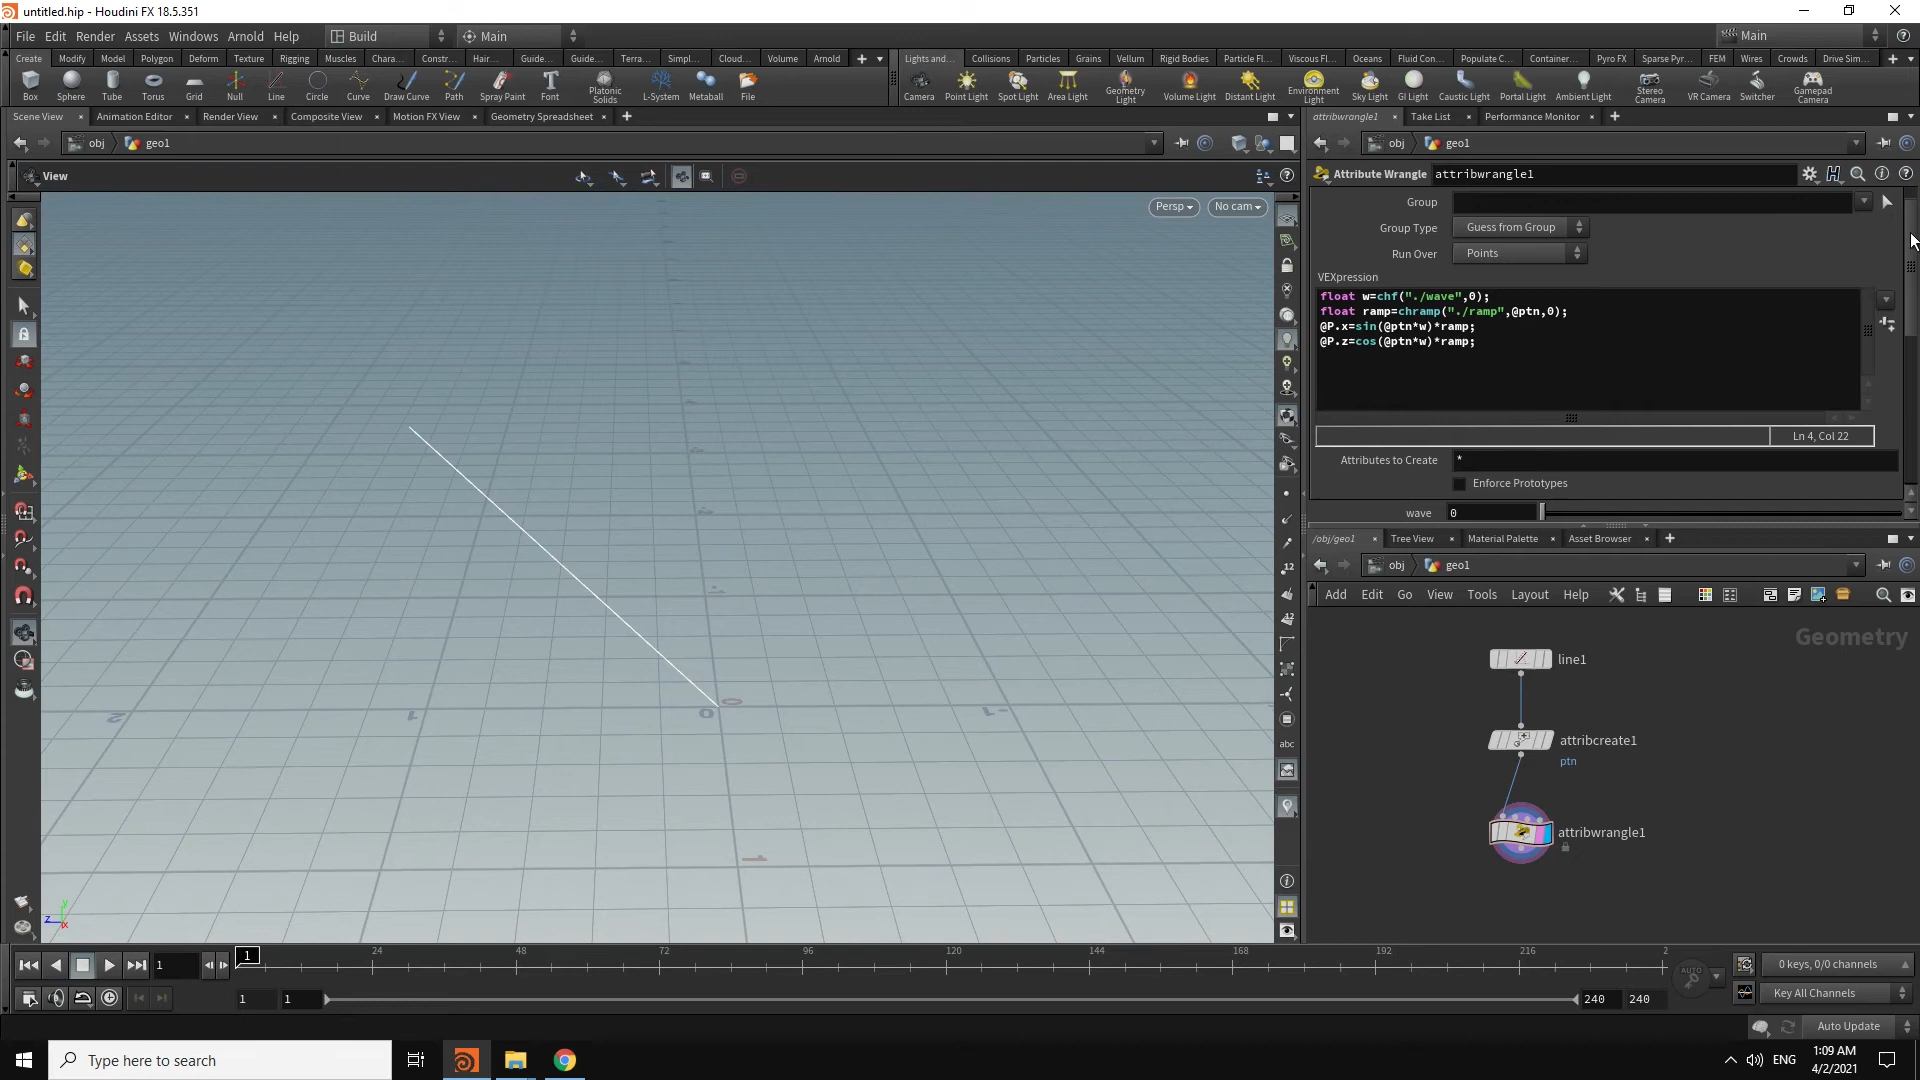 untitled.hip - Houdini FX 18.5.351
File Edit Render Assets Windows Arnold Help Build Main Main
Create Modify Model Polygon Deform Texture Rigging Muscles Chara... Constr... Hair... Guide... Guide... Terra... Simpl... Cloud... Volume Arnold
Lights and... Collisions Particles Grains Vellum Rigid Bodies Particle Fl... Viscous Fl... Oceans Fluid Con... Populate C... Container... Pyro FX Sparse Pyr... FEM Wires Crowds Drive Sim...
Box Sphere Tube Torus Grid Null Line Circle Curve Draw Curve Path Spray Paint Font Platonic Solids L-System Metaball File
Camera Point Light Spot Light Area Light Geometry Light Volume Light Distant Light Environment Light Sky Light GI Light Caustic Light Portal Light Ambient Light Stereo Camera VR Camera Switcher Gamepad Camera
Scene View Animation Editor Render View Composite View Motion FX View Geometry Spreadsheet
attribwrangle1 Take List Performance Monitor
obj geo1
obj geo1
View
Persp No cam
Attribute Wrangle attribwrangle1
Group
Group Type Guess from Group
Run Over Points
VEXpression
float w=chf("./wave",0);
float ramp=chramp("./ramp",@ptn,0);
@P.x=sin(@ptn*w)*ramp;
@P.z=cos(@ptn*w)*ramp;
Ln 4, Col 22
Attributes to Create *
Enforce Prototypes
wave 0
/obj/geo1 Tree View Material Palette Asset Browser
obj geo1
Add Edit Go View Tools Layout Help
Geometry
line1
attribcreate1
ptn
attribwrangle1
2 1 0 0 -1
1
12
12
abc
z y x
1 1 24 48 72 96 120 144 168 192 216 2
1 1 240 240
AUTO
0 keys, 0/0 channels
Key All Channels
Auto Update
Type here to search
ENG
1:09 AM
4/2/2021